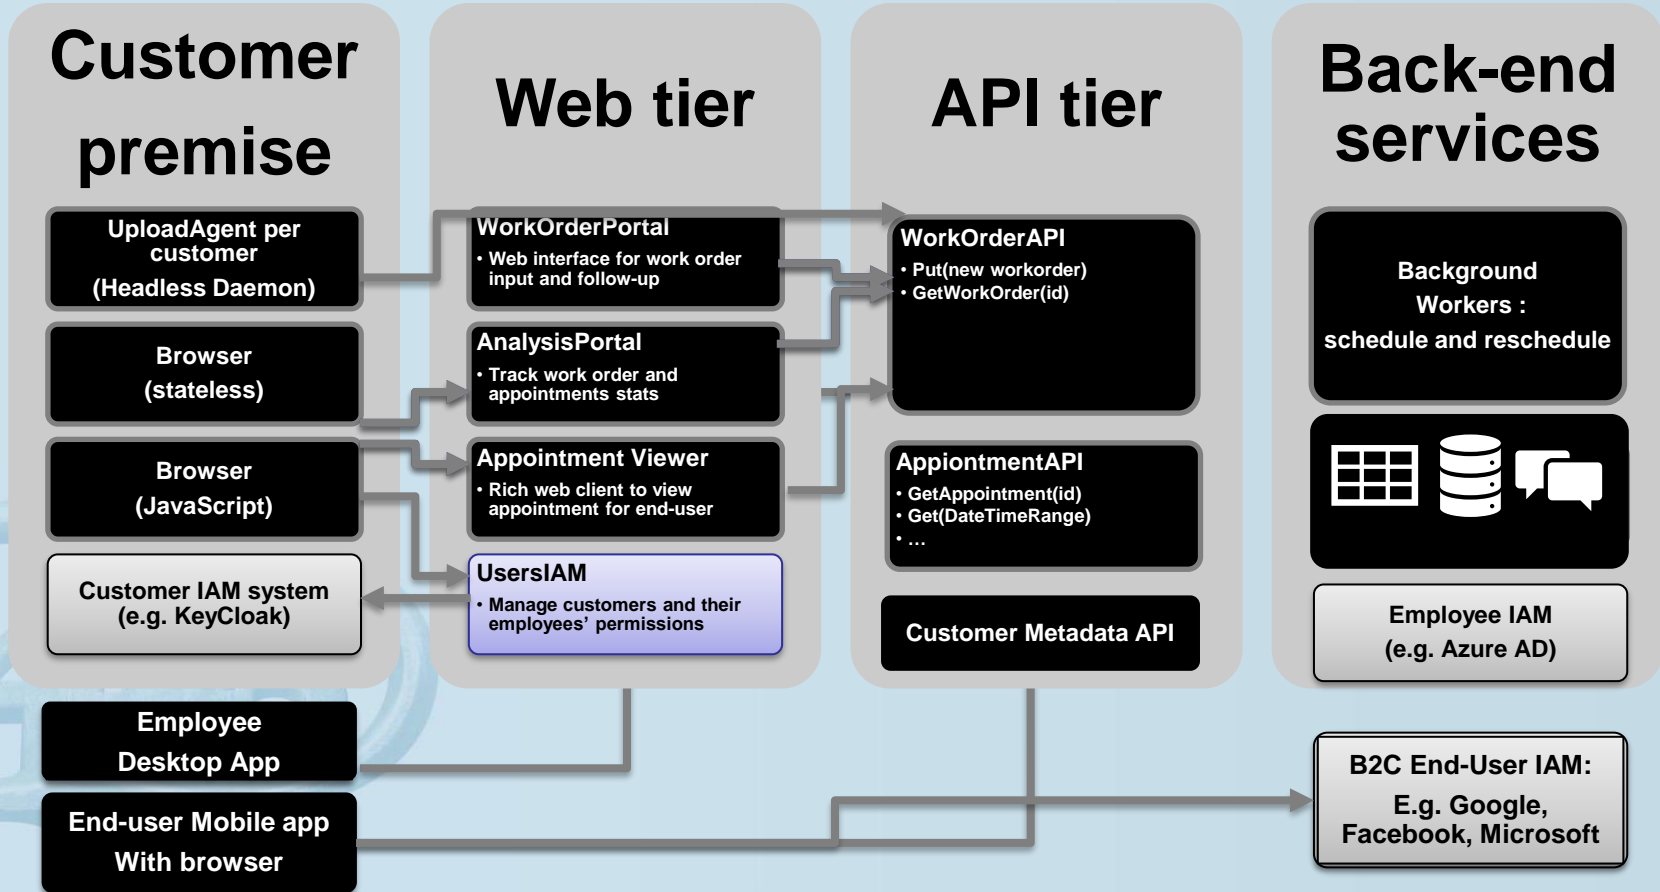 Customer
premise
UploadAgent per
customer
(Headless Daemon)
Browser
(stateless)
Browser
(JavaScript)
Customer IAM system
(e.g. KeyCloak)
Employee
Desktop App
End-user Mobile app
With browser
Web tier
WorkOrderPortal
• Web interface for work order
input and follow-up
AnalysisPortal
• Track work order and
appointments stats
Appointment Viewer
• Rich web client to view
appointment for end-user
UsersIAM
• Manage customers and their
employees’ permissions
API tier
WorkOrderAPI
• Put(new workorder)
• GetWorkOrder(id)
AppiontmentAPI
• GetAppointment(id)
• Get(DateTimeRange)
• ...
Customer Metadata API
Back-end
services
Background
Workers :
schedule and reschedule
Employee IAM
(e.g. Azure AD)
B2C End-User IAM:
E.g. Google,
Facebook, Microsoft